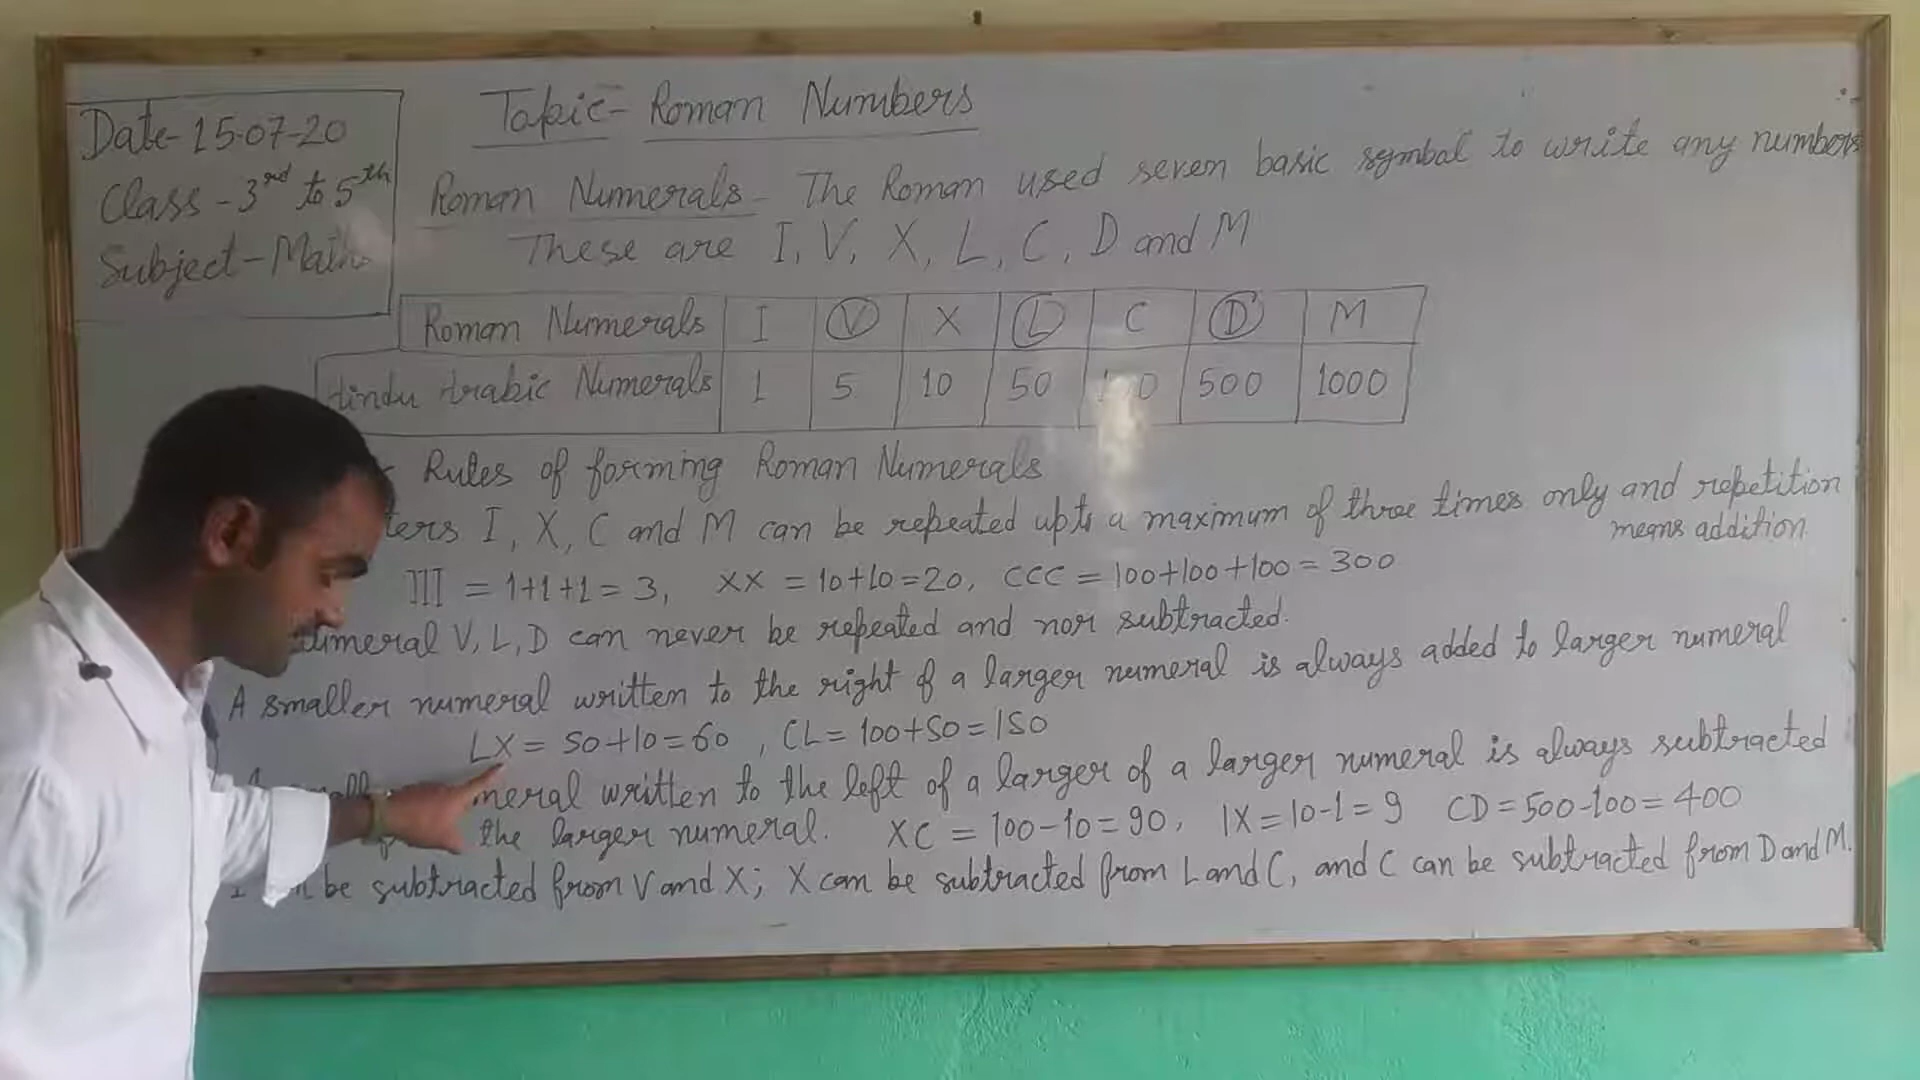 Topic- Roman Numbers
Date- 15-07-20
Class - 3rd to 5th
Subject - Math
Roman Numerals - The Roman used seven basic symbal to write any numbers
These are I, V, X, L, C, D and M
Roman Numerals I V X L C D M
Hindu Arabic Numerals 1 5 10 50 100 500 1000
Rules of forming Roman Numerals
ters I, X, C and M can be repeated upto a maximum of three times only and repetition
means addition
III = 1+1+1 = 3, XX = 10+10=20, CCC = 100+100+100=300
umeral V, L, D can never be repeated and nor subtracted.
A smaller numeral written to the right of a larger numeral is always added to larger numeral
LX = 50+10=60, CL = 100+50=150
meral written to the left of a larger of a larger numeral is always subtracted
the larger numeral. XC = 100-10=90, IX=10-1=9 CD=500-100=400
I be subtracted from V and X; X can be subtracted from L and C, and C can be subtracted from D and M.